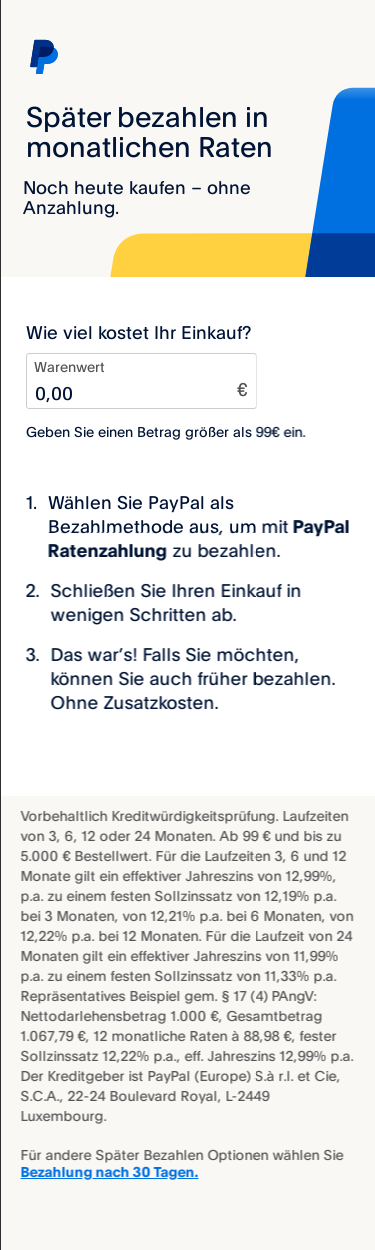 Später bezahlen in
monatlichen Raten
Noch heute kaufen – ohne
Anzahlung.
Wie viel kostet Ihr Einkauf?
Warenwert
0,00 €
Geben Sie einen Betrag größer als 99€ ein.
1. Wählen Sie PayPal als
Bezahlmethode aus, um mit PayPal
Ratenzahlung zu bezahlen.
2. Schließen Sie Ihren Einkauf in
wenigen Schritten ab.
3. Das war's! Falls Sie möchten,
können Sie auch früher bezahlen.
Ohne Zusatzkosten.
Vorbehaltlich Kreditwürdigkeitsprüfung. Laufzeiten
von 3, 6, 12 oder 24 Monaten. Ab 99 € und bis zu
5.000 € Bestellwert. Für die Laufzeiten 3, 6 und 12
Monate gilt ein effektiver Jahreszins von 12,99%,
p.a. zu einem festen Sollzinssatz von 12,19% p.a.
bei 3 Monaten, von 12,21% p.a. bei 6 Monaten, von
12,22% p.a. bei 12 Monaten. Für die Laufzeit von 24
Monaten gilt ein effektiver Jahreszins von 11,99%
p.a. zu einem festen Sollzinssatz von 11,33% p.a.
Repräsentatives Beispiel gem. § 17 (4) PAngV:
Nettodarlehensbetrag 1.000 €, Gesamtbetrag
1.067,79 €, 12 monatliche Raten à 88,98 €, fester
Sollzinssatz 12,22% p.a., eff. Jahreszins 12,99% p.a.
Der Kreditgeber ist PayPal (Europe) S.à r.l. et Cie,
S.C.A., 22-24 Boulevard Royal, L-2449
Luxembourg.
Für andere Später Bezahlen Optionen wählen Sie
Bezahlung nach 30 Tagen.